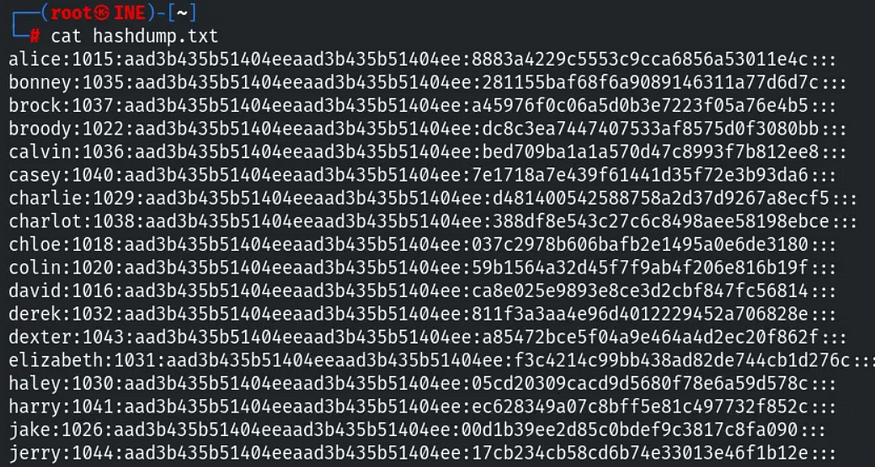 ┌──(root㉿INE)-[~]
└─# cat hashdump.txt
alice:1015:aad3b435b51404eeaad3b435b51404ee:8883a4229c5553c9cca6856a53011e4c:::
bonney:1035:aad3b435b51404eeaad3b435b51404ee:281155baf68f6a9089146311a77d6d7c:::
brock:1037:aad3b435b51404eeaad3b435b51404ee:a45976f0c06a5d0b3e7223f05a76e4b5:::
broody:1022:aad3b435b51404eeaad3b435b51404ee:dc8c3ea7447407533af8575d0f3080bb:::
calvin:1036:aad3b435b51404eeaad3b435b51404ee:bed709ba1a1a570d47c8993f7b812ee8:::
casey:1040:aad3b435b51404eeaad3b435b51404ee:7e1718a7e439f61441d35f72e3b93da6:::
charlie:1029:aad3b435b51404eeaad3b435b51404ee:d481400542588758a2d37d9267a8ecf5:::
charlot:1038:aad3b435b51404eeaad3b435b51404ee:388df8e543c27c6c8498aee58198ebce:::
chloe:1018:aad3b435b51404eeaad3b435b51404ee:037c2978b606bafb2e1495a0e6de3180:::
colin:1020:aad3b435b51404eeaad3b435b51404ee:59b1564a32d45f7f9ab4f206e816b19f:::
david:1016:aad3b435b51404eeaad3b435b51404ee:ca8e025e9893e8ce3d2cbf847fc56814:::
derek:1032:aad3b435b51404eeaad3b435b51404ee:811f3a3aa4e96d4012229452a706828e:::
dexter:1043:aad3b435b51404eeaad3b435b51404ee:a85472bce5f04a9e464a4d2ec20f862f:::
elizabeth:1031:aad3b435b51404eeaad3b435b51404ee:f3c4214c99bb438ad82de744cb1d276c:::
haley:1030:aad3b435b51404eeaad3b435b51404ee:05cd20309cacd9d5680f78e6a59d578c:::
harry:1041:aad3b435b51404eeaad3b435b51404ee:ec628349a07c8bff5e81c497732f852c:::
jake:1026:aad3b435b51404eeaad3b435b51404ee:00d1b39ee2d85c0bdef9c3817c8fa090:::
jerry:1044:aad3b435b51404eeaad3b435b51404ee:17cb234cb58cd6b74e33013e46f1b12e:::